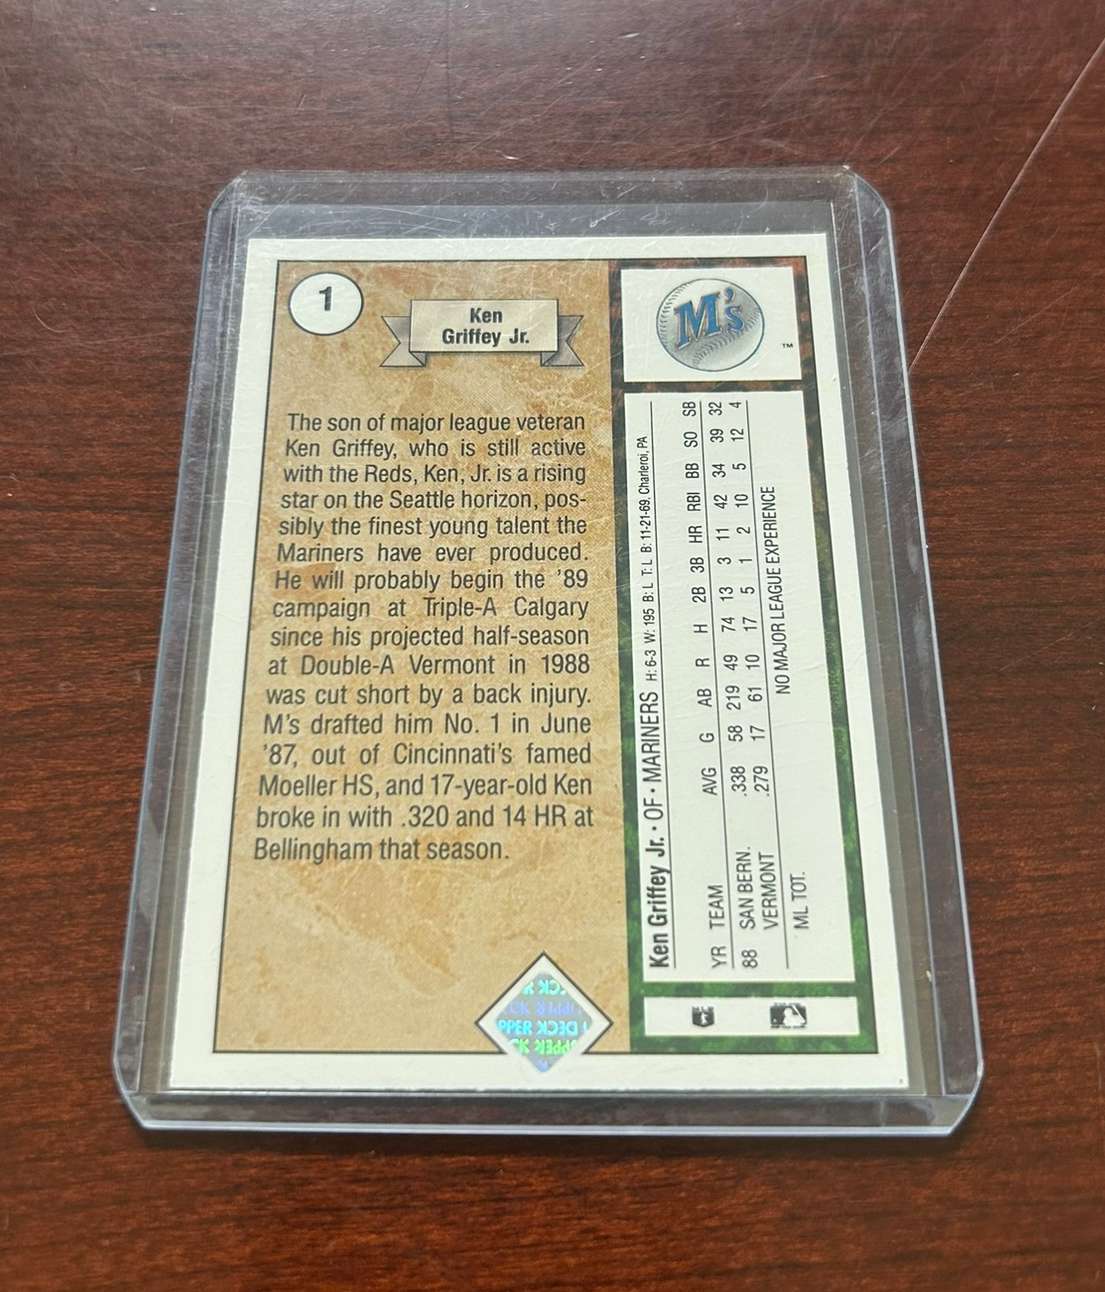 1
Ken
Griffey Jr.
The son of major league veteran
Ken Griffey, who is still active
with the Reds, Ken, Jr. is a rising
star on the Seattle horizon, pos-
sibly the finest young talent the
Mariners have ever produced.
He will probably begin the '89
campaign at Triple-A Calgary
since his projected half-season
at Double-A Vermont in 1988
was cut short by a back injury.
M's drafted him No. 1 in June
'87, out of Cincinnati's famed
Moeller HS, and 17-year-old Ken
broke in with .320 and 14 HR at
Bellingham that season.
M's
TM
Ken Griffey Jr. • OF • MARINERS H: 6-3 W: 195 B: L T: L B: 11-21-69, Charleroi, PA
YR TEAM AVG G AB R H 2B 3B HR RBI BB SO SB
88 SAN BERN. .338 58 219 49 74 13 3 11 42 34 39 32
VERMONT .279 17 61 10 17 5 1 2 10 5 12 4
ML TOT. NO MAJOR LEAGUE EXPERIENCE
UPPER DECK